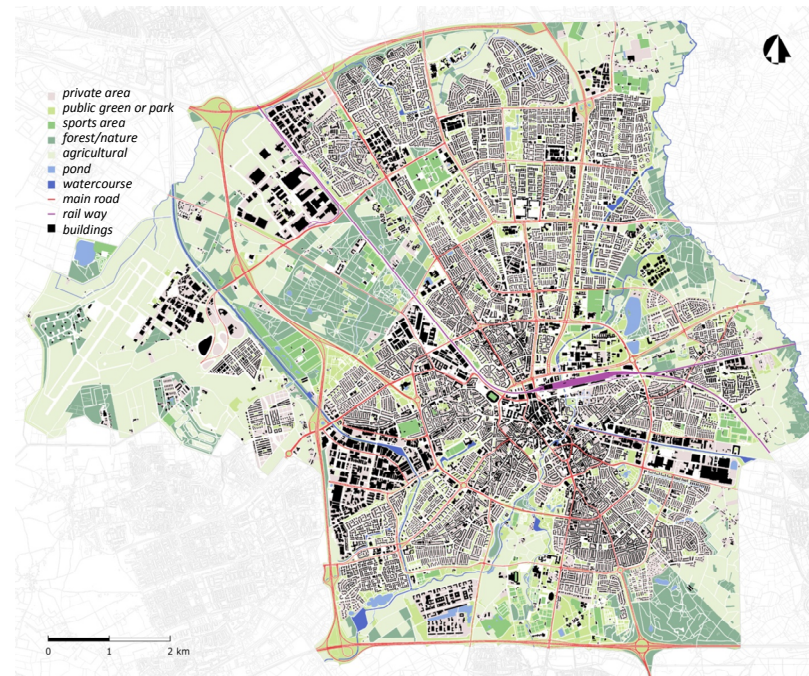 private area
public green or park
sports area
forest/nature
agricultural
pond
watercourse
main road
rail way
buildings
0 1 2 km